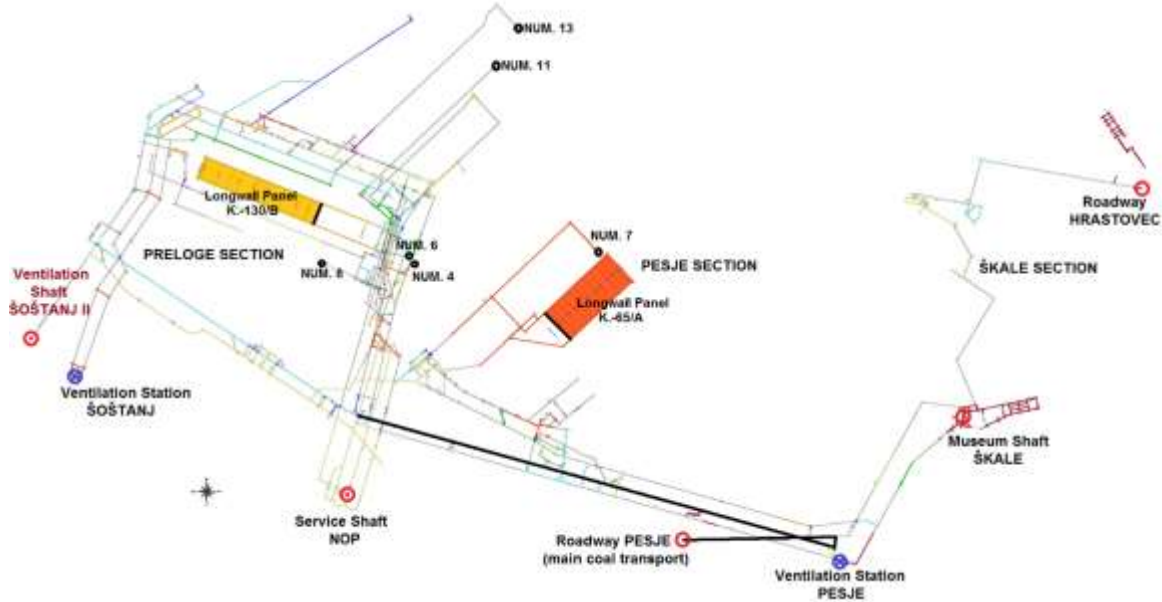 NUM. 13
NUM. 11
Longwall Panel
K.-130/B
Roadway
HRASTOVEC
NUM. 6
NUM. 7
PRELOGE SECTION
NUM. 8
NUM. 4
PESJE SECTION
ŠKALE SECTION
Ventilation
Shaft
ŠOŠTANJ II
Longwall Panel
K.-65/A
Ventilation Station
ŠOŠTANJ
Museum Shaft
ŠKALE
Service Shaft
NOP
Roadway PESJE
(main coal transport)
Ventilation Station
PESJE